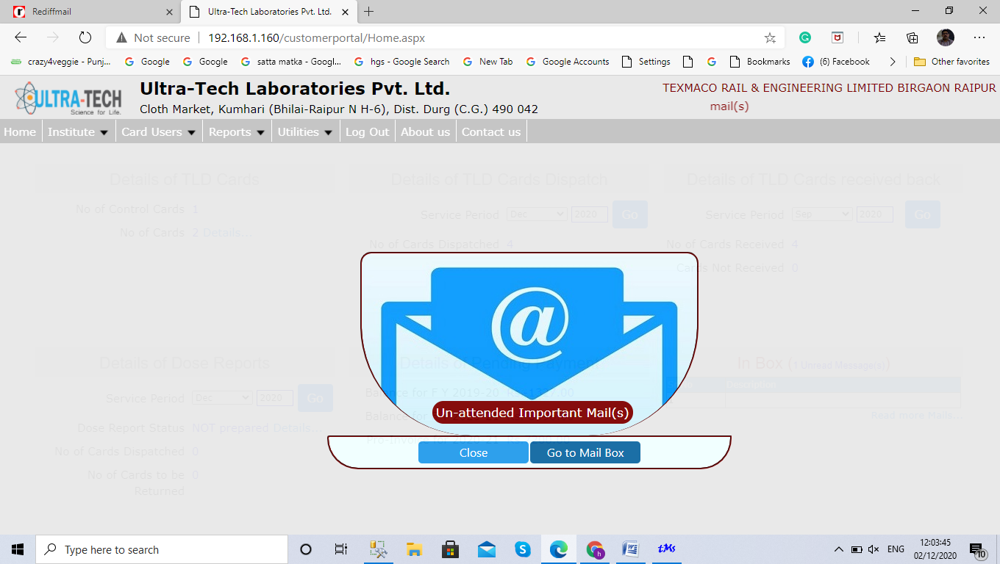 Rediffmail
Ultra-Tech Laboratories Pvt. Ltd.
Not secure 192.168.1.160/customerportal/Home.aspx
crazy4veggie - Punj... Google Google satta matka - Googl... hgs - Google Search New Tab Google Accounts Settings Bookmarks (6) Facebook Other favorites
ULTRA-TECH
Science for Life.
Ultra-Tech Laboratories Pvt. Ltd.
Cloth Market, Kumhari (Bhilai-Raipur N H-6), Dist. Durg (C.G.) 490 042
TEXMACO RAIL & ENGINEERING LIMITED BIRGAON RAIPUR
mail(s)
Home Institute Card Users Reports Utilities Log Out About us Contact us
Details of TLD Cards
No of Control Cards 1
No of Cards 2 Details...
Details of TLD Cards Dispatch
Service Period Dec 2020 Go
No of Cards Dispatched 4
Details of TLD Cards received back
Service Period Sep 2020 Go
No of Cards Received 4
Cards Not Received 0
Details of Dose Reports
Service Period Dec 2020 Go
Dose Report Status NOT prepared Details...
No of Cards Dispatched 0
No of Cards to be 0
Returned
Details of Pending Payment
Balance for F Y 2019-20 Rs.
Balance for
In Box (1 Unread Message(s))
Description
Read more Mails...
@
Un-attended Important Mail(s)
Close Go to Mail Box
Type here to search
tMs
ENG
12:03:45
02/12/2020
10